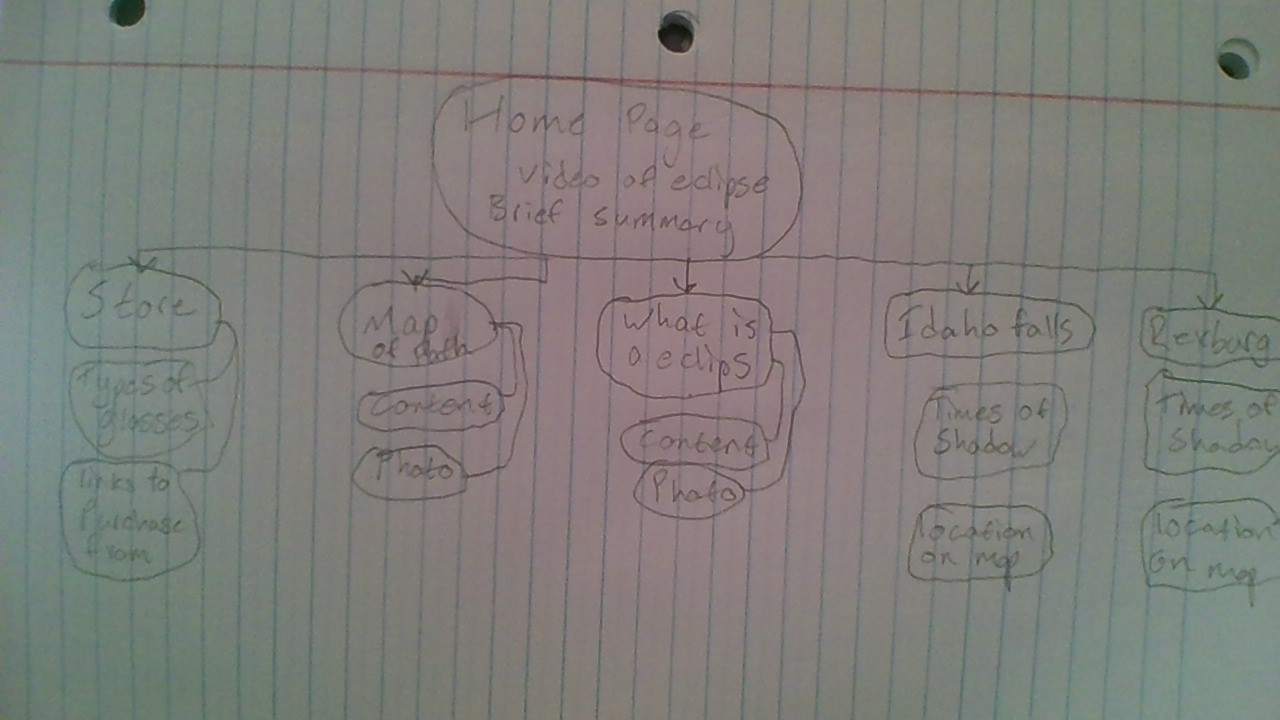 Home Page
video of eclipse
Brief summary
Store
Types of
glasses
links to
Purchase
from
Map
of Path
Content
Photo
What is
a eclips
Content
Photo
Idaho falls
Times of
Shadow
location
on map
Rexburg
Times of
Shadow
location
on map